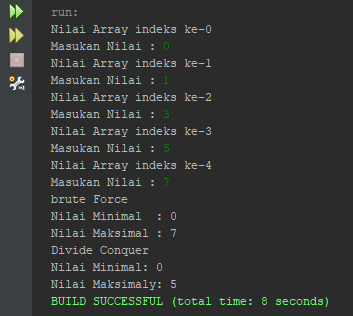 run:
Nilai Array indeks ke-0
Masukan Nilai : 0
Nilai Array indeks ke-1
Masukan Nilai : 1
Nilai Array indeks ke-2
Masukan Nilai : 3
Nilai Array indeks ke-3
Masukan Nilai : 5
Nilai Array indeks ke-4
Masukan Nilai : 7
brute Force
Nilai Minimal  : 0
Nilai Maksimal : 7
Divide Conquer
Nilai Minimal: 0
Nilai Maksimaly: 5
BUILD SUCCESSFUL (total time: 8 seconds)